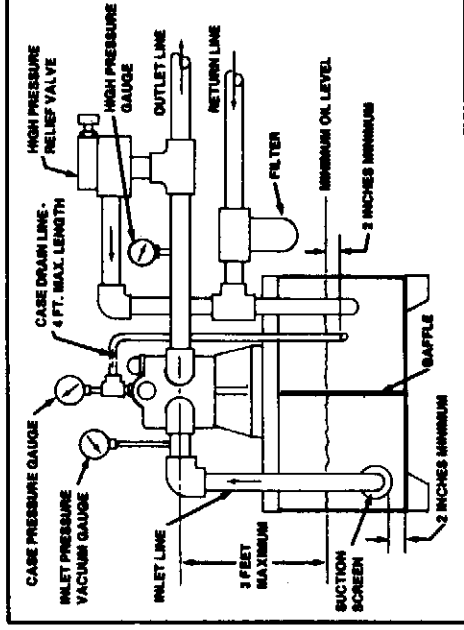 CASE PRESSURE GAUGE
INLET PRESSURE
VACUUM GAUGE
CASE DRAIN LINE-
4 FT. MAX. LENGTH
HIGH PRESSURE
RELIEF VALVE
HIGH PRESSURE
GAUGE
OUTLET LINE
RETURN LINE
INLET LINE
3 FEET
MAXIMUM
FILTER
MINIMUM OIL LEVEL
2 INCHES MINIMUM
SUCTION
SCREEN
BAFFLE
2 INCHES MINIMUM